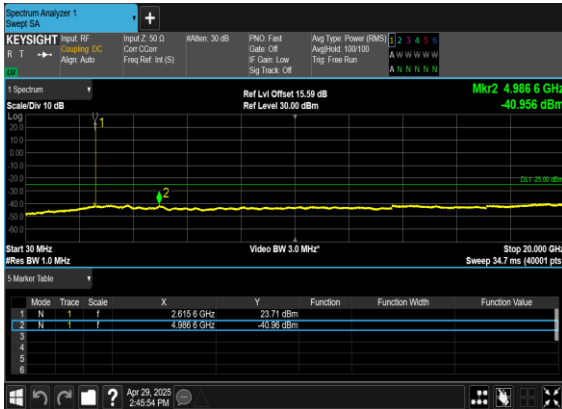 Spectrum Analyzer 1
Swept SA
KEYSIGHT Input: RF Input Z: 50 Ω #Atten: 30 dB PNO: Fast Avg Type: Power (RMS) 1 2 3 4 5 6
R T Coupling: DC Corr CCorr Gate: Off Avg|Hold: 100/100 A W W W W W
Align: Auto Freq Ref: Int (S) IF Gain: Low Trig: Free Run
LXI Sig Track: Off A N N N N N
1 Spectrum Ref Lvl Offset 15.59 dB Mkr2 4.986 6 GHz
Scale/Div 10 dB Ref Level 30.00 dBm -40.956 dBm
Log
20.0
10.0
0.00
-10.0
-20.0
-30.0
-40.0
-50.0
-60.0
1
2
DL1 -25.00 dBm
Start 30 MHz Video BW 3.0 MHz* Stop 20.000 GHz
#Res BW 1.0 MHz Sweep 34.7 ms (40001 pts)
5 Marker Table
Mode Trace Scale X Y Function Function Width Function Value
1 N 1 f 2.615 6 GHz 23.71 dBm
2 N 1 f 4.986 6 GHz -40.96 dBm
3
4
5
6
? Apr 29, 2025
2:45:54 PM